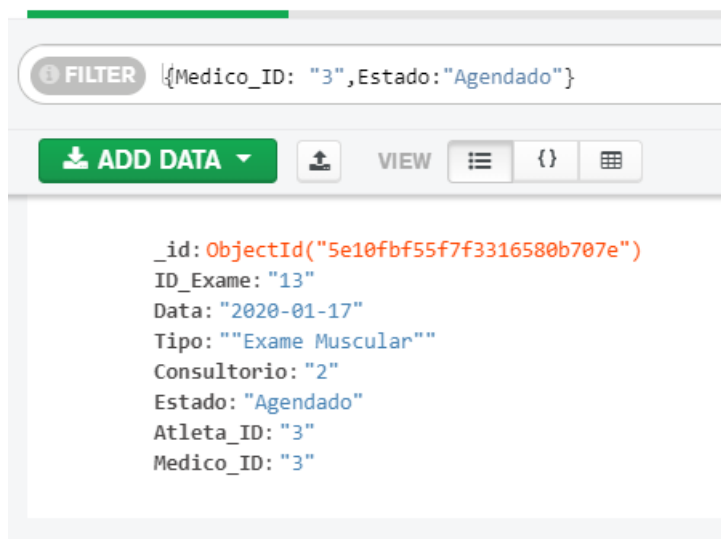 FILTER {Medico_ID: "3",Estado:"Agendado"}
ADD DATA VIEW {}
_id: ObjectId("5e10fbf55f7f3316580b707e")
ID_Exame: "13"
Data: "2020-01-17"
Tipo: ""Exame Muscular""
Consultorio: "2"
Estado: "Agendado"
Atleta_ID: "3"
Medico_ID: "3"